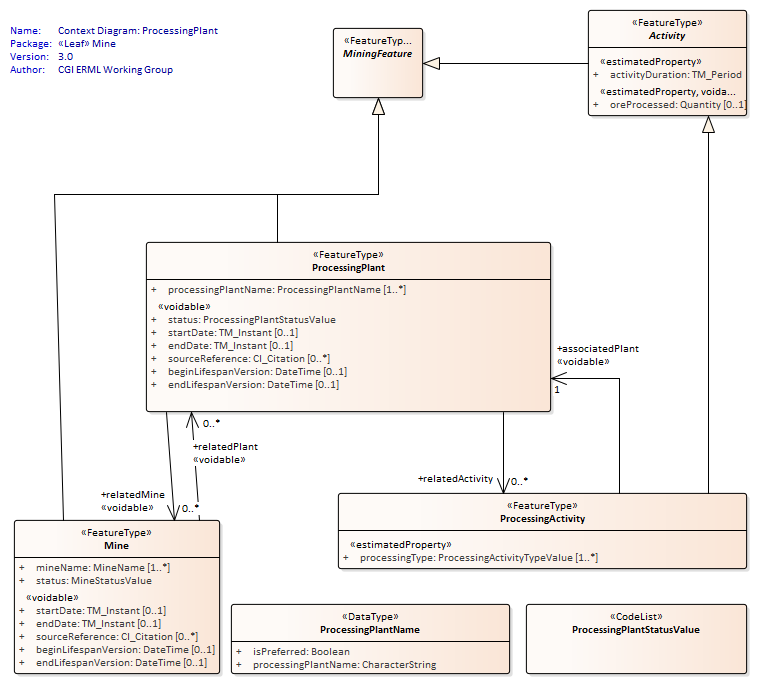 Name: Context Diagram: ProcessingPlant
Package: «Leaf» Mine
Version: 3.0
Author: CGI ERML Working Group
«FeatureTyp...
MiningFeature
«FeatureType»
Activity
«estimatedProperty»
+ activityDuration: TM_Period
«estimatedProperty, voida...
+ oreProcessed: Quantity [0..1]
«FeatureType»
ProcessingPlant
+ processingPlantName: ProcessingPlantName [1..*]
«voidable»
+ status: ProcessingPlantStatusValue
+ startDate: TM_Instant [0..1]
+ endDate: TM_Instant [0..1]
+ sourceReference: CI_Citation [0..*]
+ beginLifespanVersion: DateTime [0..1]
+ endLifespanVersion: DateTime [0..1]
+associatedPlant
«voidable»
1
0..*
+relatedPlant
«voidable»
+relatedMine
«voidable»
0..*
+relatedActivity
0..*
«FeatureType»
ProcessingActivity
«estimatedProperty»
+ processingType: ProcessingActivityTypeValue [1..*]
«FeatureType»
Mine
+ mineName: MineName [1..*]
+ status: MineStatusValue
«voidable»
+ startDate: TM_Instant [0..1]
+ endDate: TM_Instant [0..1]
+ sourceReference: CI_Citation [0..*]
+ beginLifespanVersion: DateTime [0..1]
+ endLifespanVersion: DateTime [0..1]
«DataType»
ProcessingPlantName
+ isPreferred: Boolean
+ processingPlantName: CharacterString
«CodeList»
ProcessingPlantStatusValue